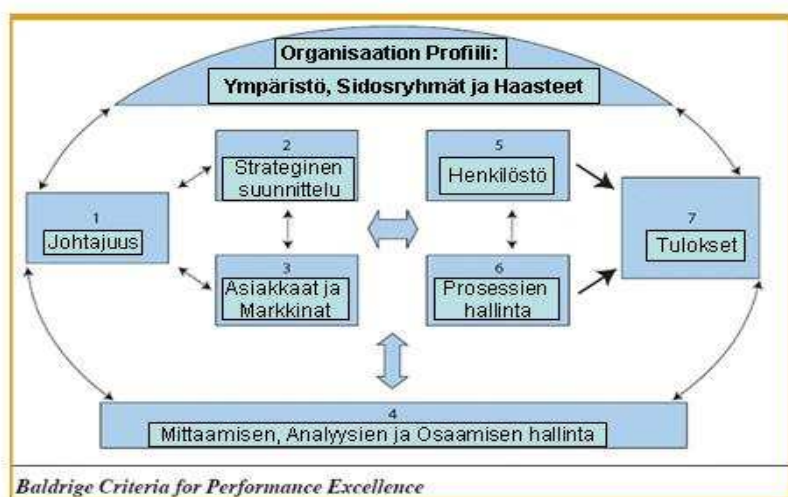 Organisaation Profiili:
Ympäristö, Sidosryhmät ja Haasteet
2
Strateginen
suunnittelu
5
Henkilöstö
1
Johtajuus
7
Tulokset
3
Asiakkaat ja
Markkinat
6
Prosessien
hallinta
4
Mittaamisen, Analyysien ja Osaamisen hallinta
Baldrige Criteria for Performance Excellence